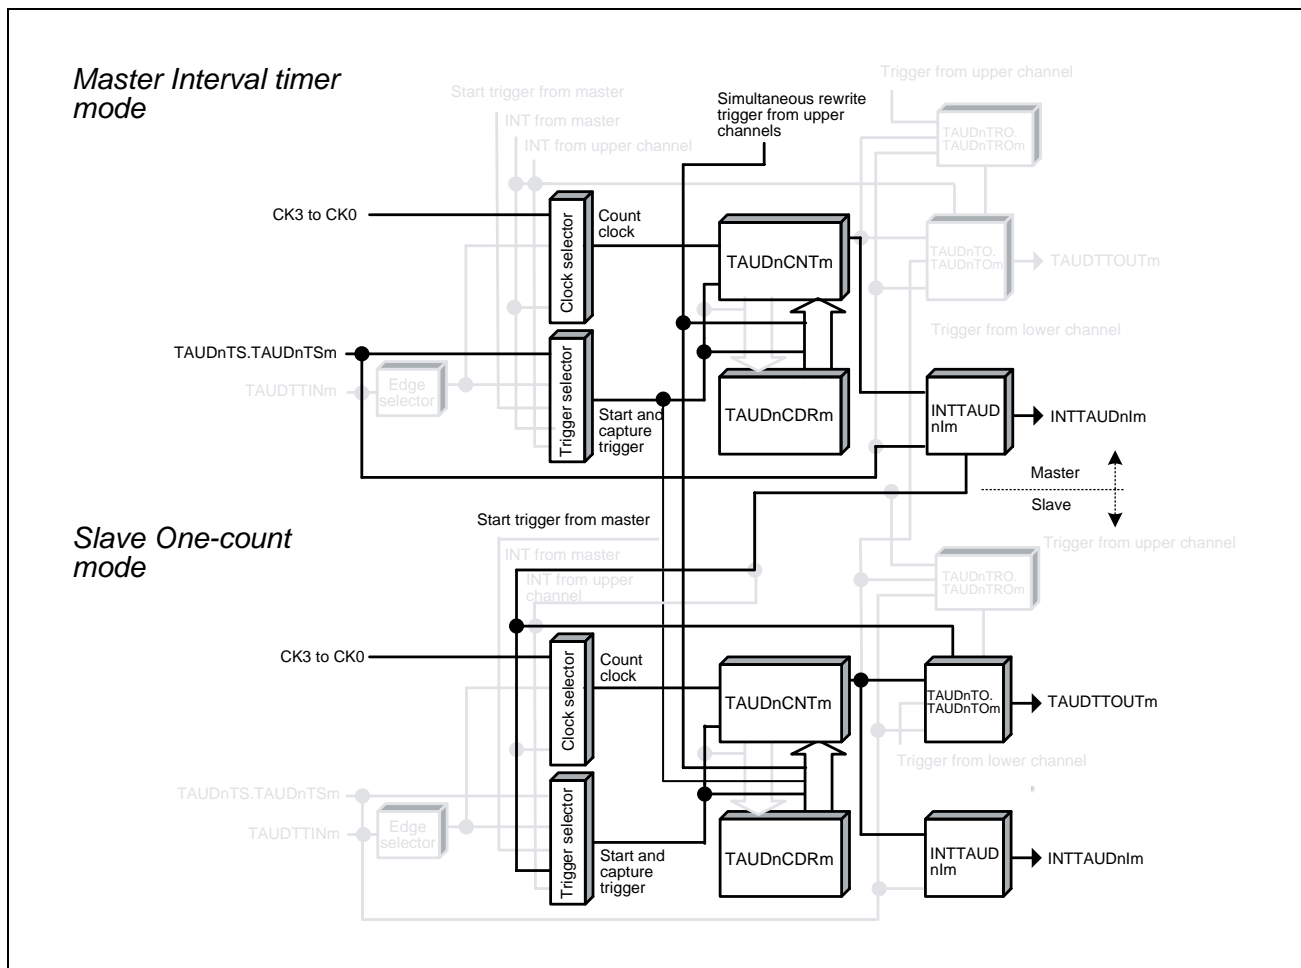 Master Interval timer
mode
Start trigger from master
INT from master
INT from upper channel
Simultaneous rewrite
trigger from upper
channels
Trigger from upper channel
TAUDnTRO.
TAUDnTROm
CK3 to CK0
Clock selector
Count
clock
TAUDnCNTm
TAUDnTO.
TAUDnTOm
TAUDTTOUTm
Trigger from lower channel
TAUDnTS.TAUDnTSm
TAUDTTINm
Edge
selector
Trigger selector
Start and
capture
trigger
TAUDnCDRm
INTTAUD
nIm
INTTAUDnIm
Master
Slave
Slave One-count
mode
Start trigger from master
INT from master
INT from upper
channel
Trigger from upper channel
TAUDnTRO.
TAUDnTROm
CK3 to CK0
Clock selector
Count
clock
TAUDnCNTm
TAUDnTO.
TAUDnTOm
TAUDTTOUTm
Trigger from lower channel
TAUDnTS.TAUDnTSm
TAUDTTINm
Edge
selector
Trigger selector
Start and
capture
trigger
TAUDnCDRm
INTTAUD
nIm
INTTAUDnIm